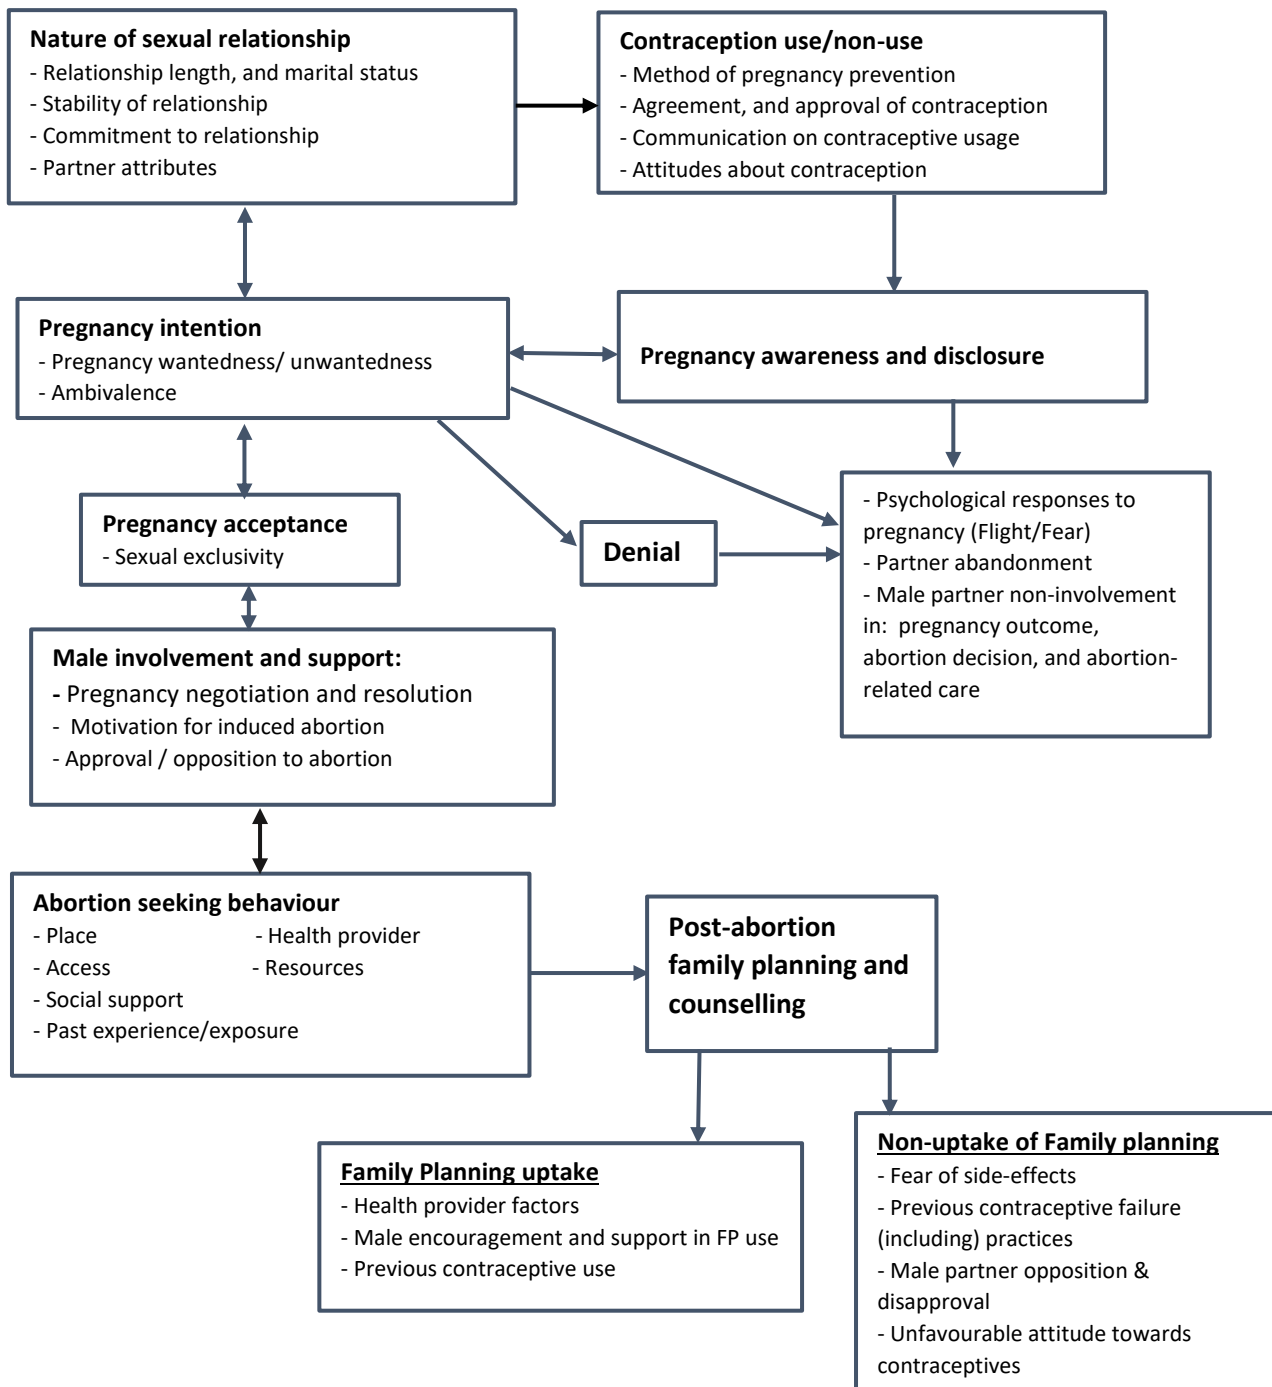 Nature of sexual relationship
- Relationship length, and marital status
- Stability of relationship
- Commitment to relationship
- Partner attributes
Contraception use/non-use
- Method of pregnancy prevention
- Agreement, and approval of contraception
- Communication on contraceptive usage
- Attitudes about contraception
Pregnancy intention
- Pregnancy wantedness/ unwantedness
- Ambivalence
Pregnancy awareness and disclosure
Pregnancy acceptance
- Sexual exclusivity
Denial
- Psychological responses to
pregnancy (Flight/Fear)
- Partner abandonment
- Male partner non-involvement
in: pregnancy outcome,
abortion decision, and abortion-
related care
Male involvement and support:
- Pregnancy negotiation and resolution
- Motivation for induced abortion
- Approval / opposition to abortion
Abortion seeking behaviour
- Place - Health provider
- Access - Resources
- Social support
- Past experience/exposure
Post-abortion
family planning and
counselling
Family Planning uptake
- Health provider factors
- Male encouragement and support in FP use
- Previous contraceptive use
Non-uptake of Family planning
- Fear of side-effects
- Previous contraceptive failure
(including) practices
- Male partner opposition &
disapproval
- Unfavourable attitude towards
contraceptives